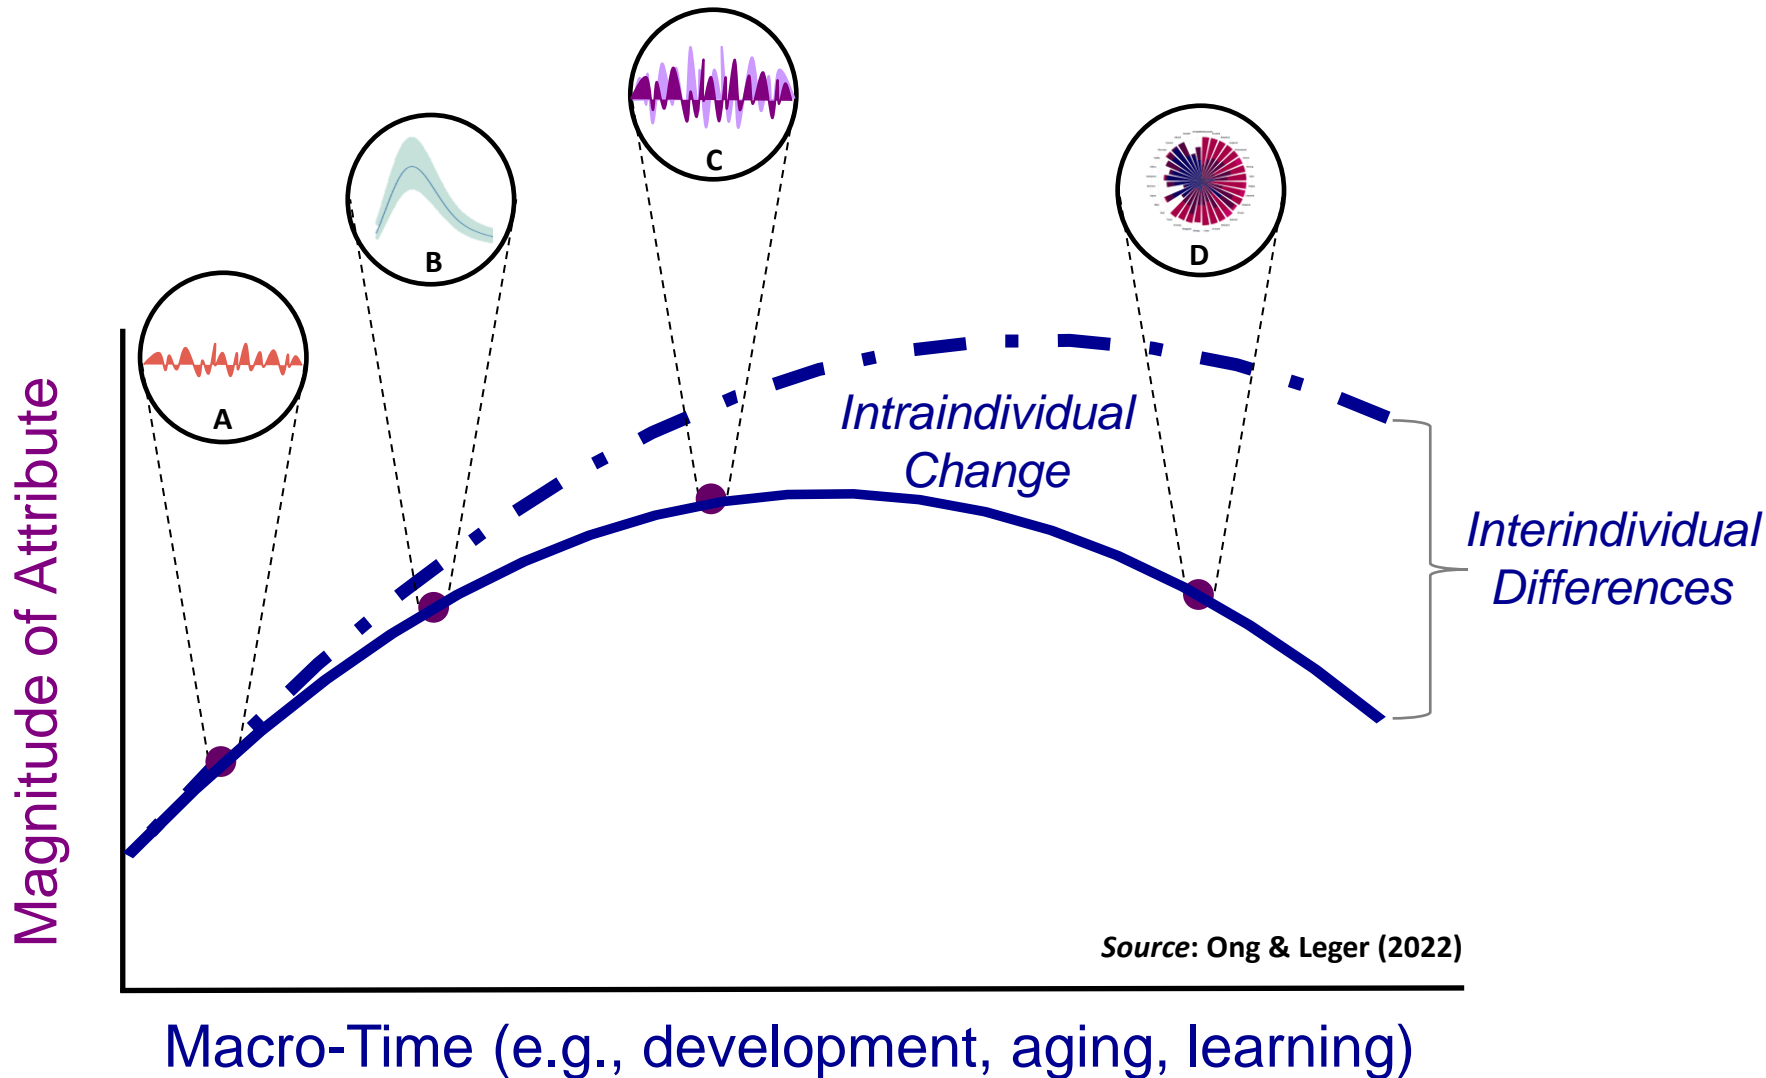 C
B
D
A
Magnitude of Attribute
Intraindividual
Change
Interindividual
Differences
Source: Ong & Leger (2022)
Macro-Time (e.g., development, aging, learning)